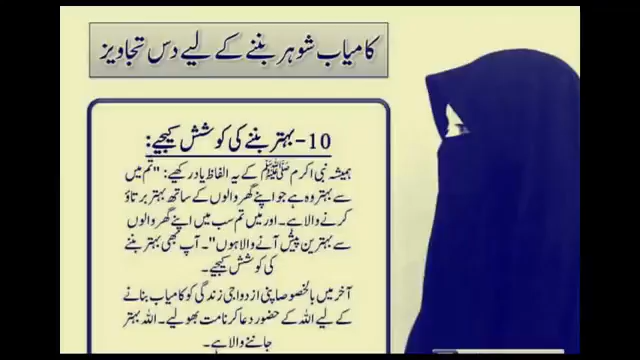 کامیاب شوہر بننے کے لیے دس تجاویز
10- بہتر بننے کی کوشش کیجیے:
ہمیشہ نبی اکرم ﷺ کے یہ الفاظ یاد رکھیے: "تم میں
سے بہتر وہ ہے جو اپنے گھر والوں کے ساتھ بہتر برتاؤ
کرنے والا ہے۔ اور میں تم سب میں اپنے گھر والوں
سے بہترین پیش آنے والا ہوں"۔ آپ بھی بہتر بننے
کی کوشش کیجیے۔
آخر میں بالخصوص اپنی ازدواجی زندگی کو کامیاب بنانے
کے لیے اللہ کے حضور دعا کرنا مت بھولیے۔ اللہ بہتر
جاننے والا ہے۔